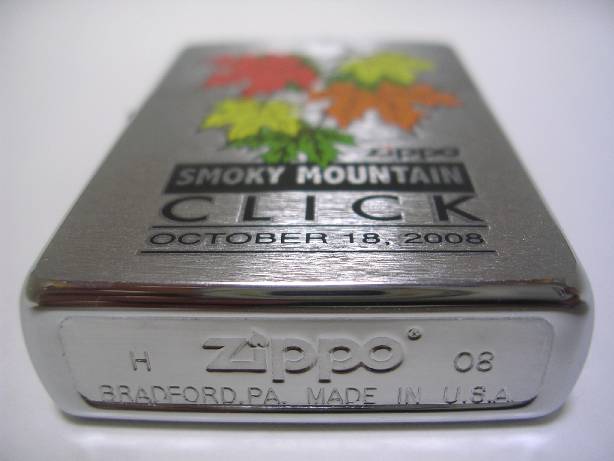 zippo
SMOKY MOUNTAIN
CLICK
OCTOBER 18, 2008
H zippo® 08
BRADFORD, PA. MADE IN U.S.A.